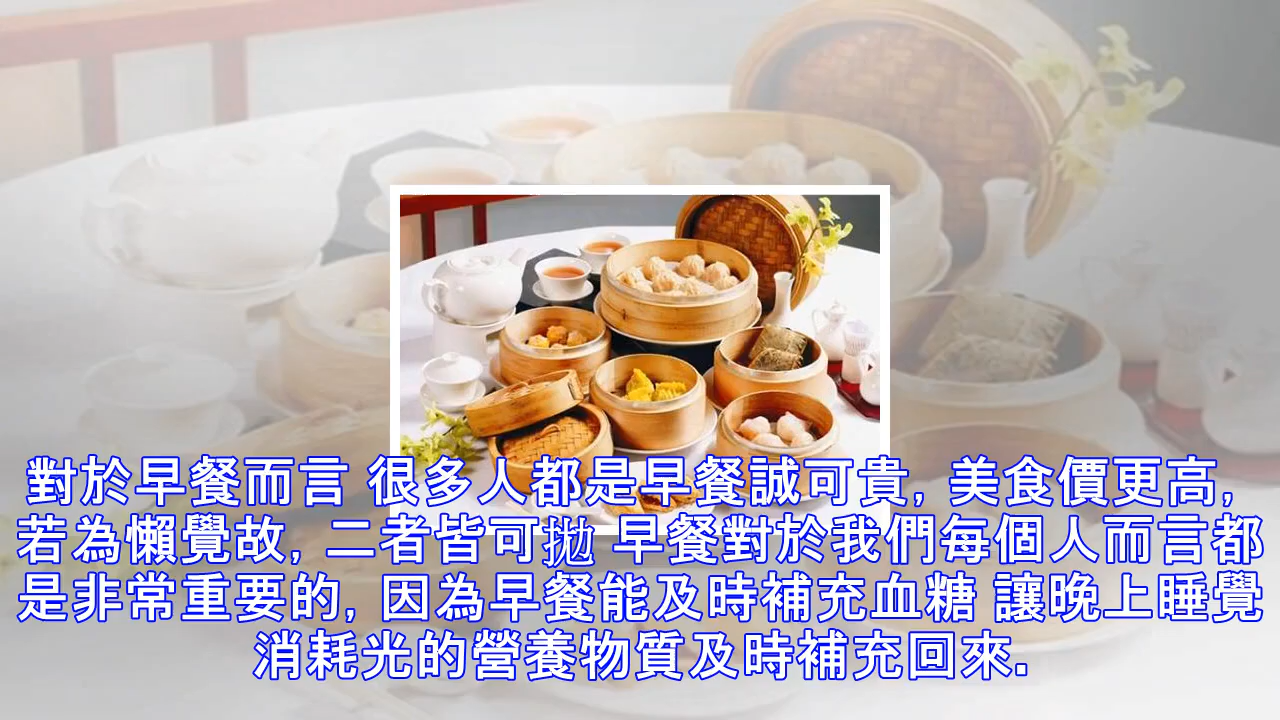 對於早餐而言 很多人都是早餐誠可貴, 美食價更高,
若為懶覺故, 二者皆可拋 早餐對於我們每個人而言都
是非常重要的, 因為早餐能及時補充血糖 讓晚上睡覺
消耗光的營養物質及時補充回來.